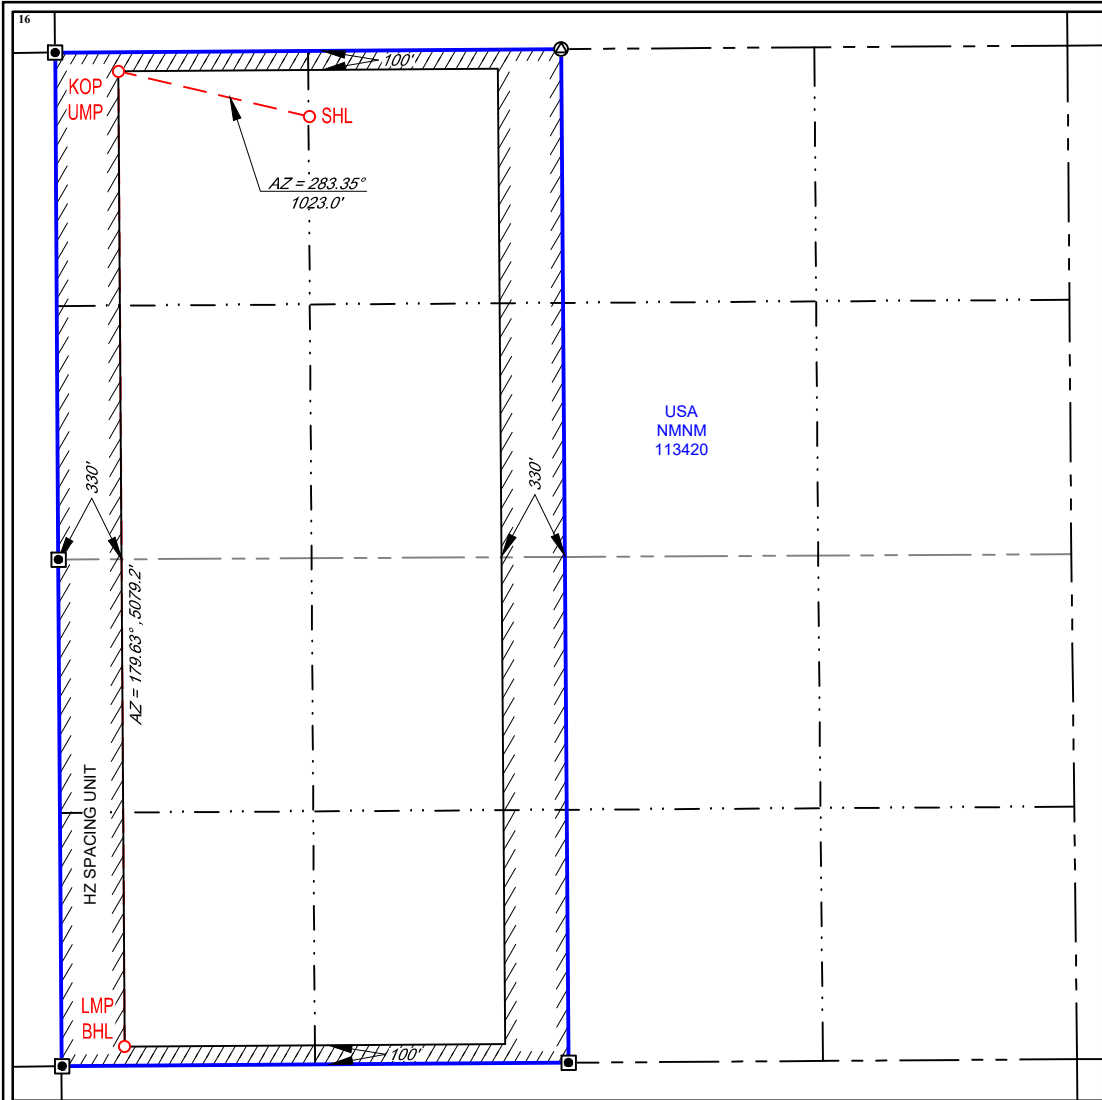 16
100'
KOP
UMP
SHL
AZ = 283.35°
1023.0'
USA
NMNM
113420
330'
330'
AZ = 179.63°, 5079.2'
HZ SPACING UNIT
LMP
BHL
100'